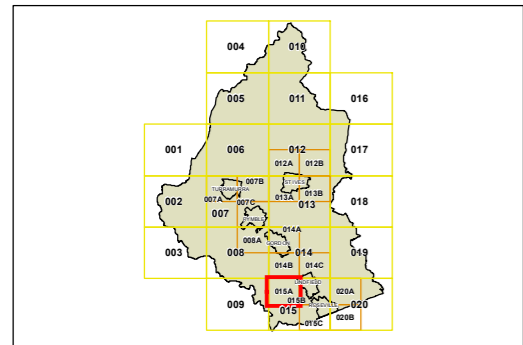 004 010
005 011 016
001 006 012 017
012A 012B
007B ST IVES
TURRAMURRA
007A 007C 013A 013B
002 007 013 018
PYMBLE
014A
008A GORDON
003 008 014 019
014B 014C
LINDFIELD
015A 020A
009 015B 020
015 ROSEVILLE
015C 020B